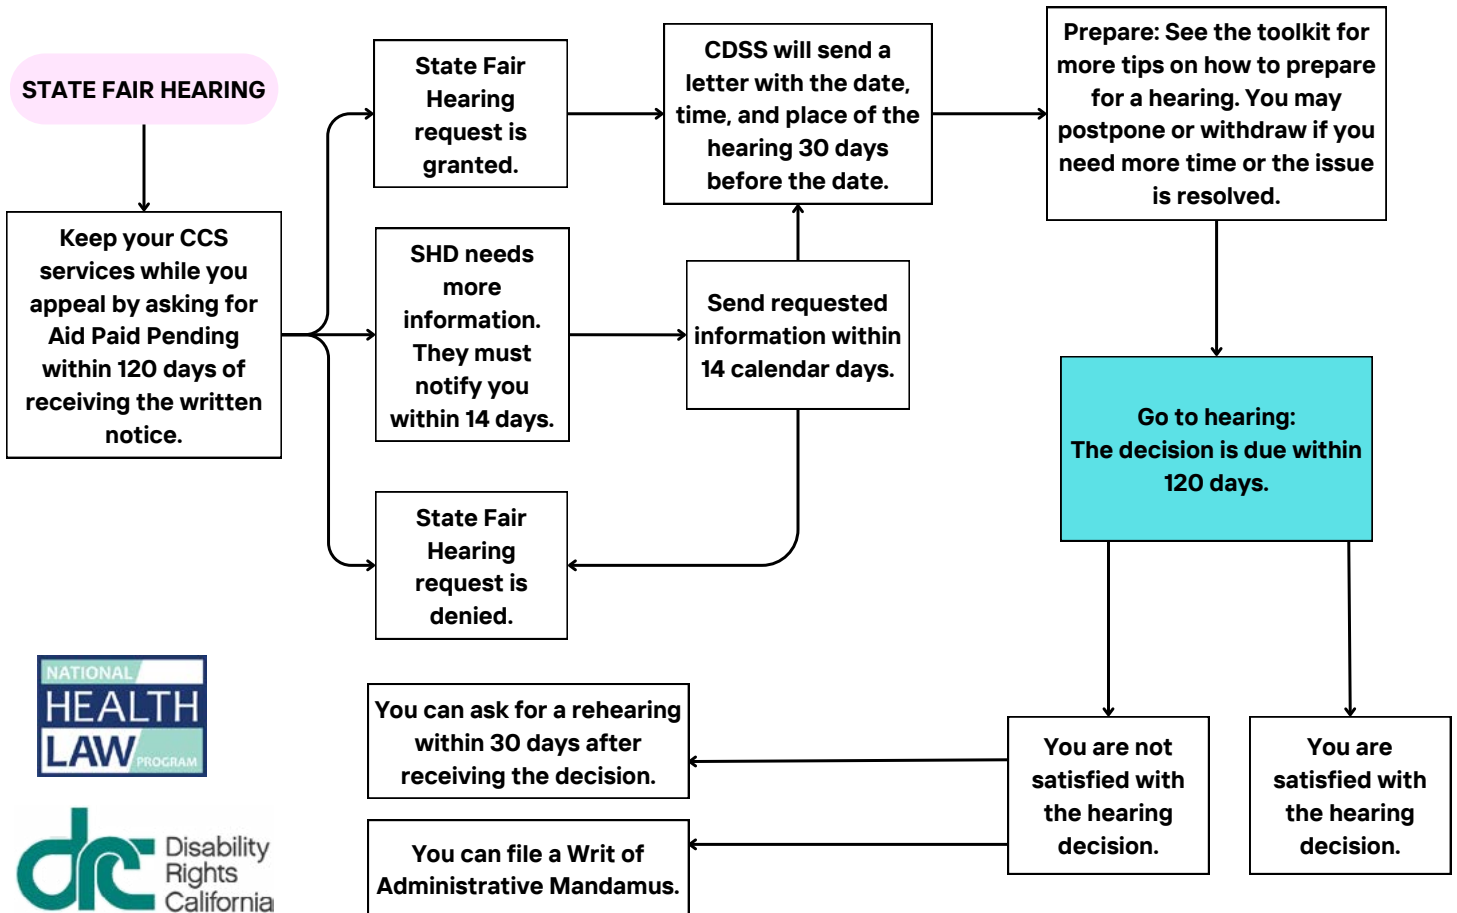 STATE FAIR HEARING
Keep your CCS
services while you
appeal by asking for
Aid Paid Pending
within 120 days of
receiving the written
notice.
State Fair
Hearing
request is
granted.
SHD needs
more
information.
They must
notify you
within 14 days.
State Fair
Hearing
request is
denied.
CDSS will send a
letter with the date,
time, and place of the
hearing 30 days
before the date.
Send requested
information within
14 calendar days.
Prepare: See the toolkit for
more tips on how to prepare
for a hearing. You may
postpone or withdraw if you
need more time or the issue
is resolved.
Go to hearing:
The decision is due within
120 days.
You are not
satisfied with
the hearing
decision.
You are
satisfied with
the hearing
decision.
You can ask for a rehearing
within 30 days after
receiving the decision.
You can file a Writ of
Administrative Mandamus.
NATIONAL
HEALTH
LAW PROGRAM
drc Disability
Rights
California